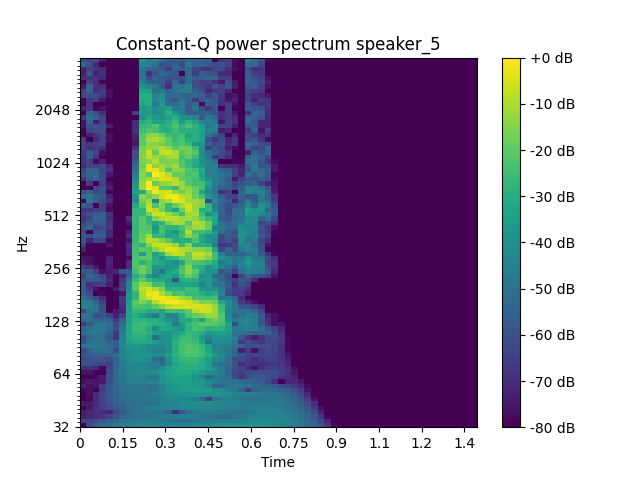 Constant-Q power spectrum speaker_5
+0 dB
-10 dB
-20 dB
-30 dB
-40 dB
-50 dB
-60 dB
-70 dB
-80 dB
2048
1024
512
256
128
64
32
Hz
0 0.15 0.3 0.45 0.6 0.75 0.9 1.1 1.2 1.4
Time